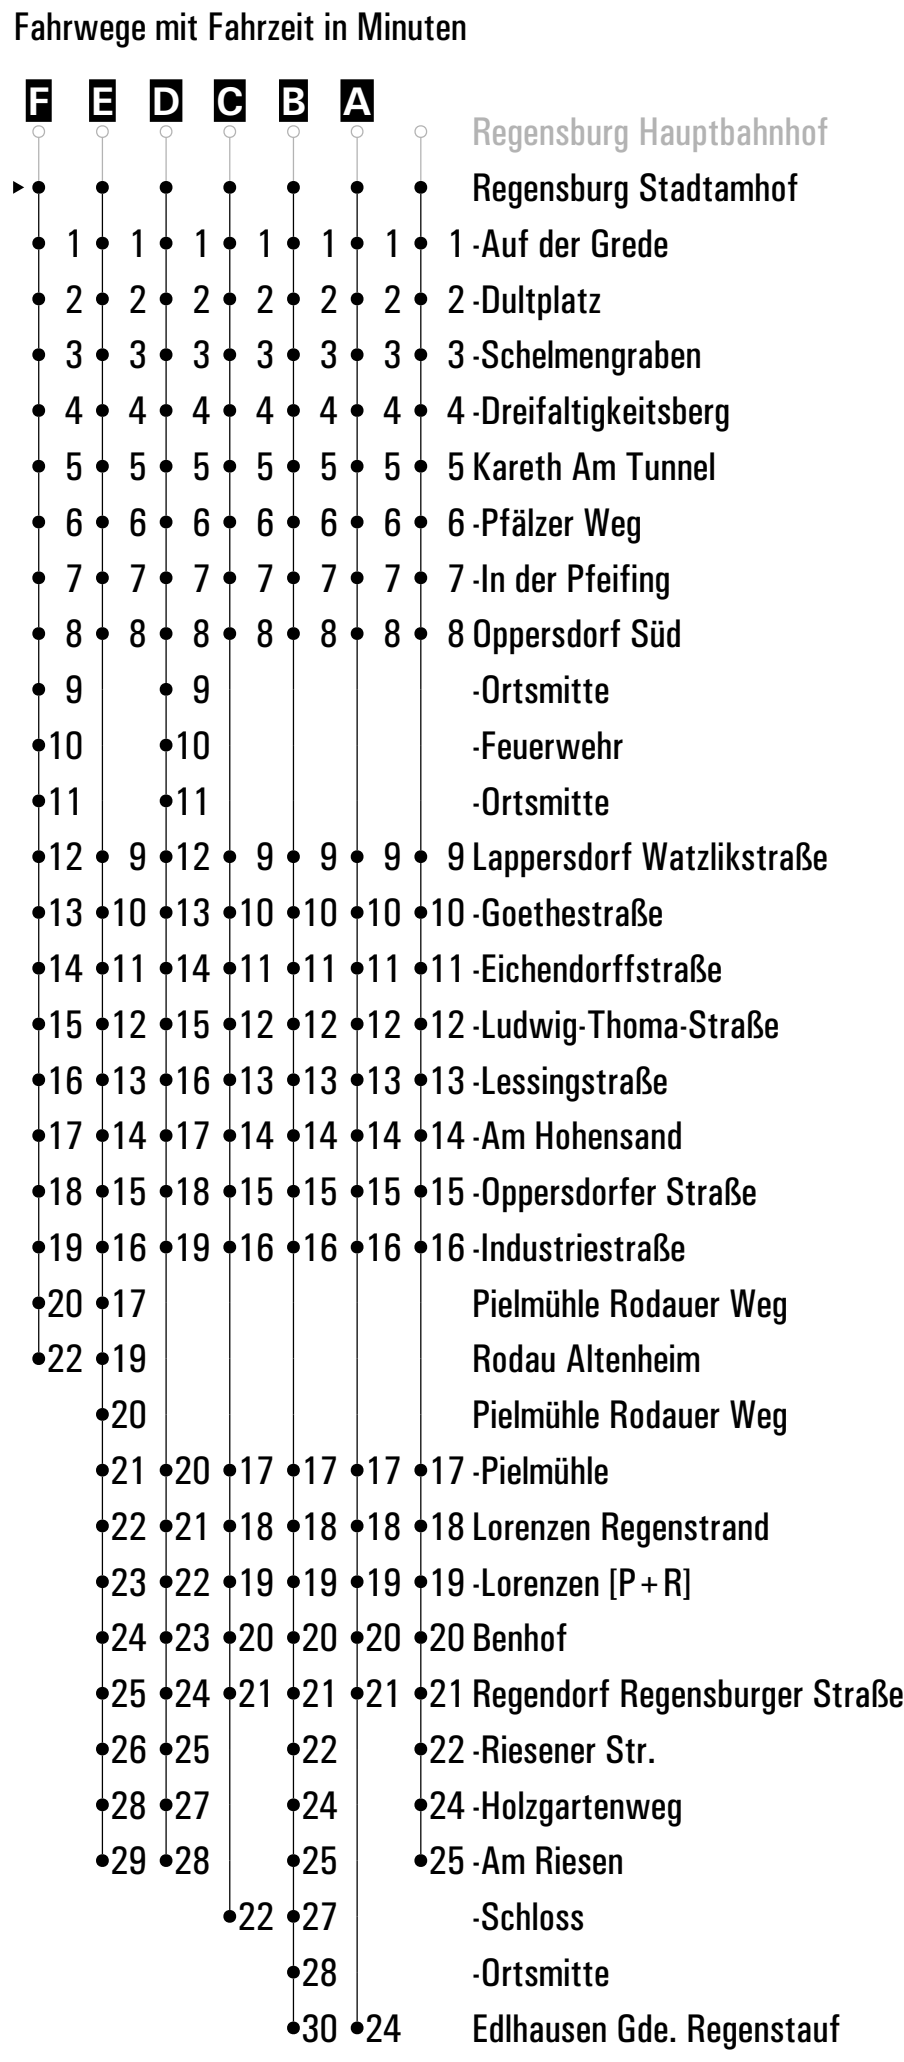 Fahrwege mit Fahrzeit in Minuten
F E D C B A
Regensburg Hauptbahnhof
Regensburg Stadtamhof
1 1 1 1 1 1 1 -Auf der Grede
2 2 2 2 2 2 2 -Dultplatz
3 3 3 3 3 3 3 -Schelmengraben
4 4 4 4 4 4 4 -Dreifaltigkeitsberg
5 5 5 5 5 5 5 Kareth Am Tunnel
6 6 6 6 6 6 6 -Pfälzer Weg
7 7 7 7 7 7 7 -In der Pfeifing
8 8 8 8 8 8 8 Oppersdorf Süd
9 9 -Ortsmitte
10 10 -Feuerwehr
11 11 -Ortsmitte
12 9 12 9 9 9 9 Lappersdorf Watzlikstraße
13 10 13 10 10 10 10 -Goethestraße
14 11 14 11 11 11 11 -Eichendorffstraße
15 12 15 12 12 12 12 -Ludwig-Thoma-Straße
16 13 16 13 13 13 13 -Lessingstraße
17 14 17 14 14 14 14 -Am Hohensand
18 15 18 15 15 15 15 -Oppersdorfer Straße
19 16 19 16 16 16 16 -Industriestraße
20 17 Pielmühle Rodauer Weg
22 19 Rodau Altenheim
20 Pielmühle Rodauer Weg
21 20 17 17 17 17 -Pielmühle
22 21 18 18 18 18 Lorenzen Regenstrand
23 22 19 19 19 19 -Lorenzen [P+R]
24 23 20 20 20 20 Benhof
25 24 21 21 21 21 Regendorf Regensburger Straße
26 25 22 22 -Riesener Str.
28 27 24 24 -Holzgartenweg
29 28 25 25 -Am Riesen
22 27 -Schloss
28 -Ortsmitte
30 24 Edlhausen Gde. Regenstauf